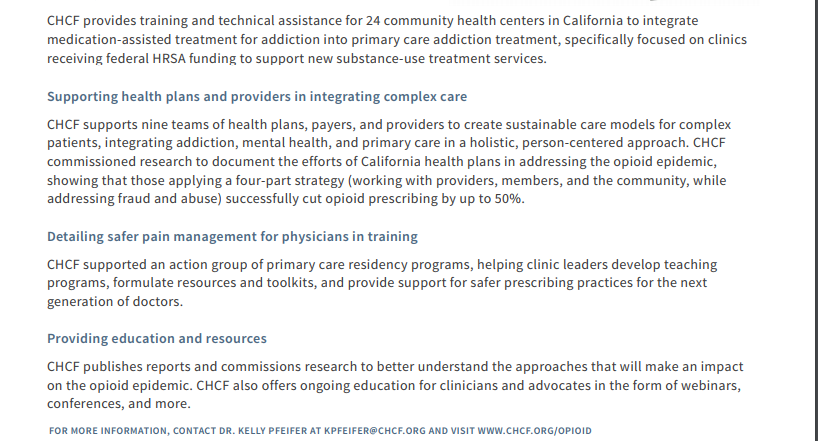 CHCF provides training and technical assistance for 24 community health centers in California to integrate
medication-assisted treatment for addiction into primary care addiction treatment, specifically focused on clinics
receiving federal HRSA funding to support new substance-use treatment services.
Supporting health plans and providers in integrating complex care
CHCF supports nine teams of health plans, payers, and providers to create sustainable care models for complex
patients, integrating addiction, mental health, and primary care in a holistic, person-centered approach. CHCF
commissioned research to document the efforts of California health plans in addressing the opioid epidemic,
showing that those applying a four-part strategy (working with providers, members, and the community, while
addressing fraud and abuse) successfully cut opioid prescribing by up to 50%.
Detailing safer pain management for physicians in training
CHCF supported an action group of primary care residency programs, helping clinic leaders develop teaching
programs, formulate resources and toolkits, and provide support for safer prescribing practices for the next
generation of doctors.
Providing education and resources
CHCF publishes reports and commissions research to better understand the approaches that will make an impact
on the opioid epidemic. CHCF also offers ongoing education for clinicians and advocates in the form of webinars,
conferences, and more.
FOR MORE INFORMATION, CONTACT DR. KELLY PFEIFER AT KPFEIFER@CHCF.ORG AND VISIT WWW.CHCF.ORG/OPIOID